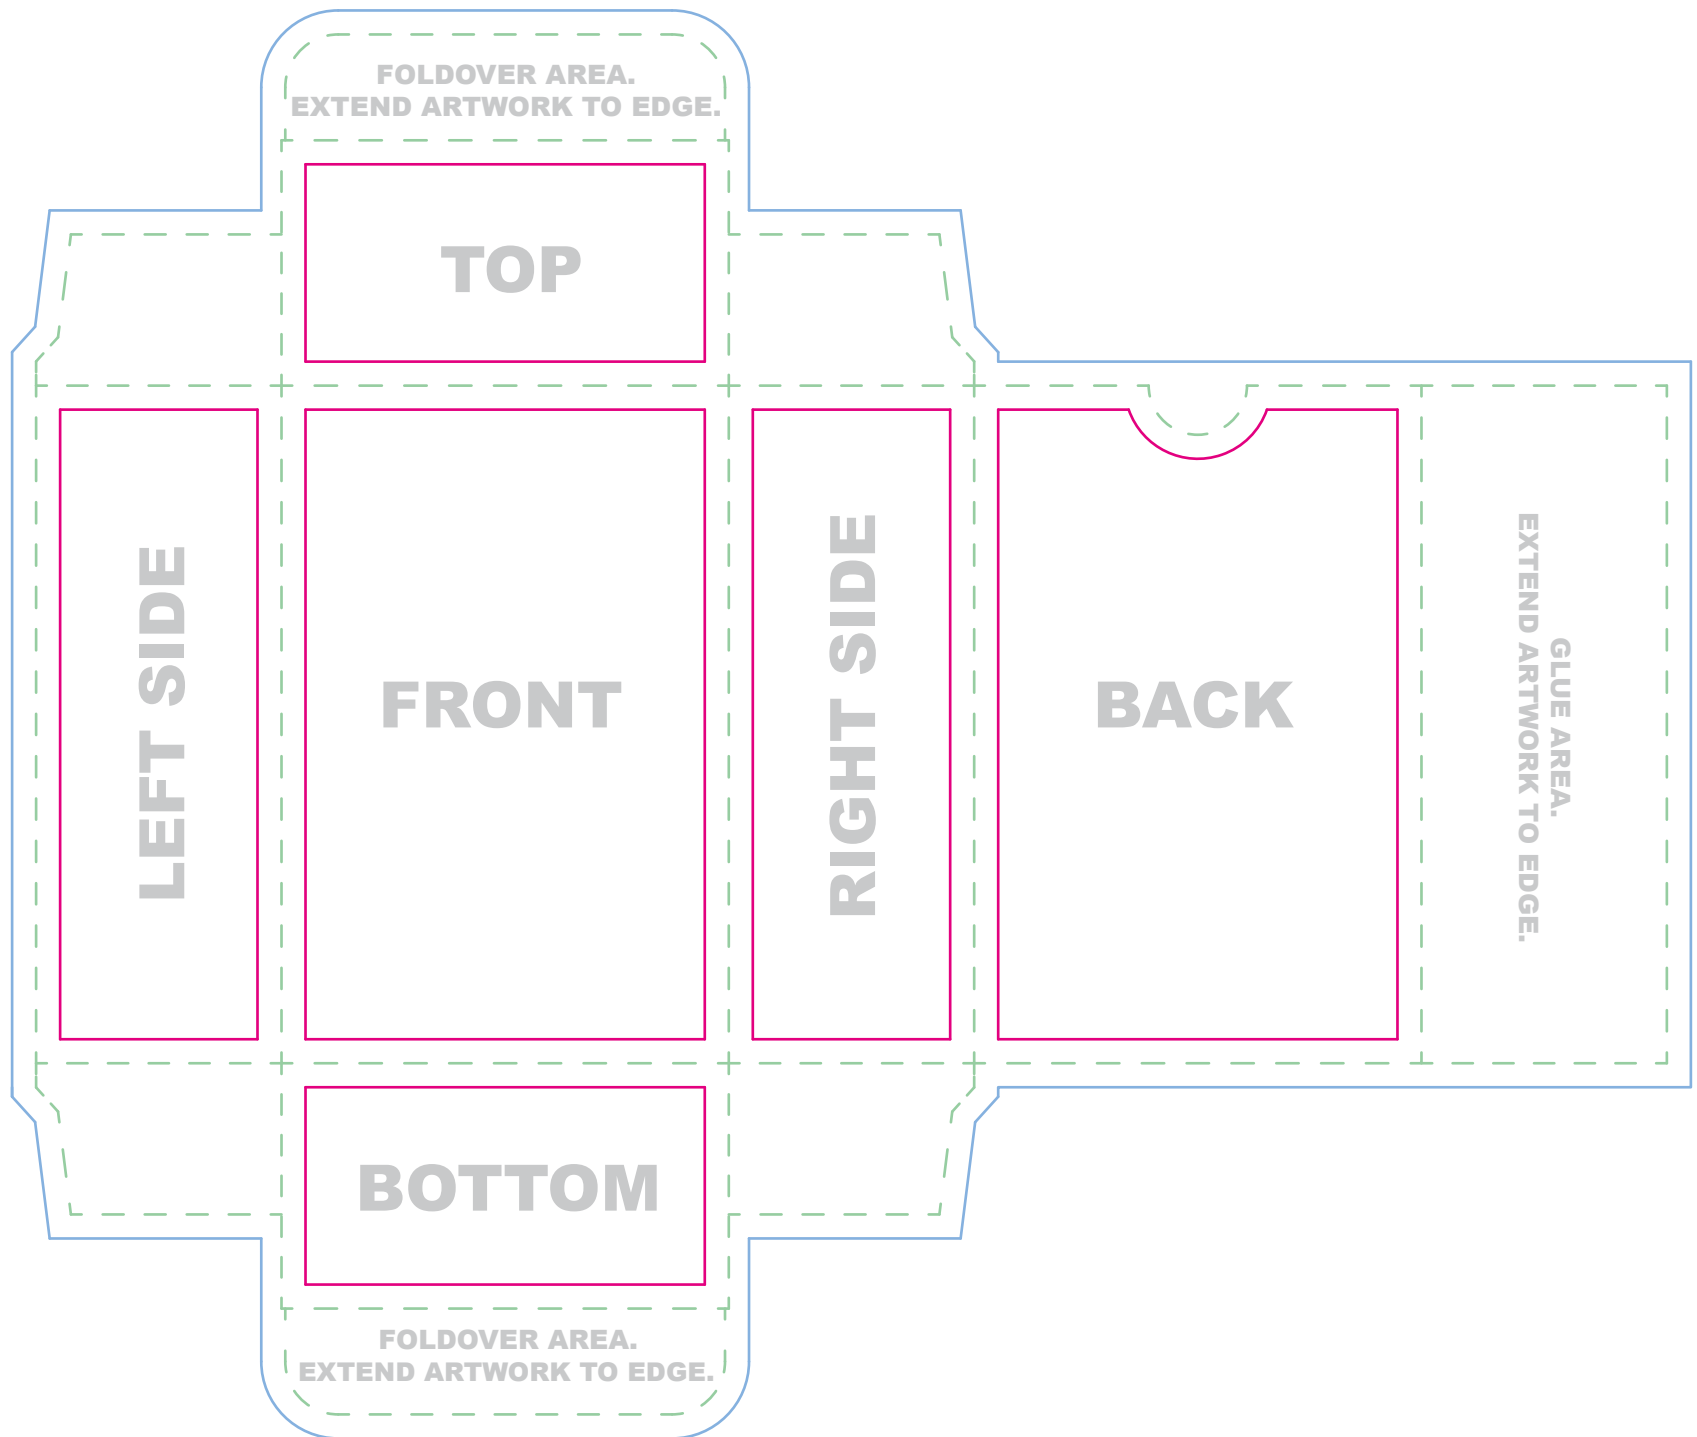 FOLDOVER AREA.
EXTEND ARTWORK TO EDGE.
TOP
LEFT SIDE
FRONT
RIGHT SIDE
BACK
GLUE AREA.
EXTEND ARTWORK TO EDGE.
BOTTOM
FOLDOVER AREA.
EXTEND ARTWORK TO EDGE.